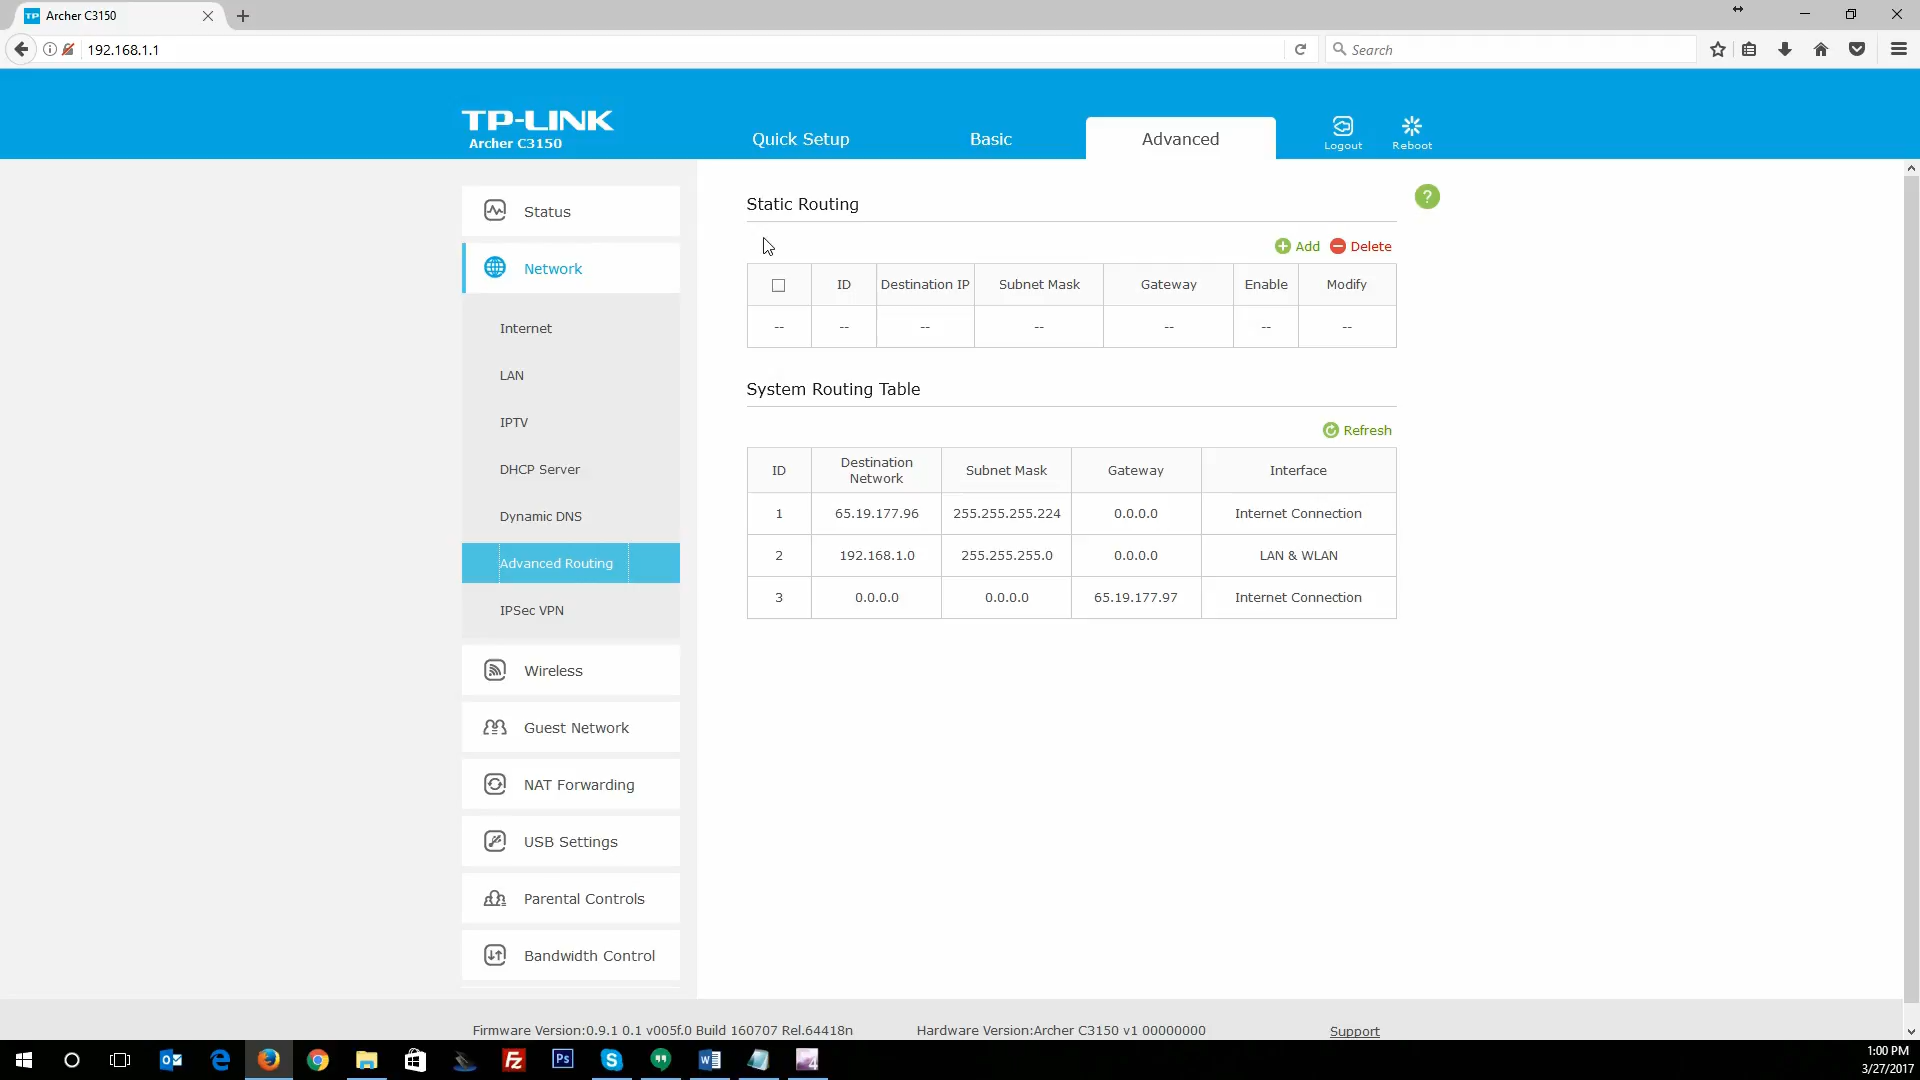 TP Archer C3150
192.168.1.1
Search
TP-LINK
Archer C3150
Quick Setup
Basic
Advanced
Logout
Reboot
Status
Network
Internet
LAN
IPTV
DHCP Server
Dynamic DNS
Advanced Routing
IPSec VPN
Wireless
Guest Network
NAT Forwarding
USB Settings
Parental Controls
Bandwidth Control
Static Routing
?
Add Delete
ID Destination IP Subnet Mask Gateway Enable Modify
-- -- -- -- -- -- --
System Routing Table
Refresh
ID Destination Network Subnet Mask Gateway Interface
1 65.19.177.96 255.255.255.224 0.0.0.0 Internet Connection
2 192.168.1.0 255.255.255.0 0.0.0.0 LAN & WLAN
3 0.0.0.0 0.0.0.0 65.19.177.97 Internet Connection
Firmware Version:0.9.1 0.1 v005f.0 Build 160707 Rel.64418n Hardware Version:Archer C3150 v1 00000000 Support
1:00 PM
3/27/2017